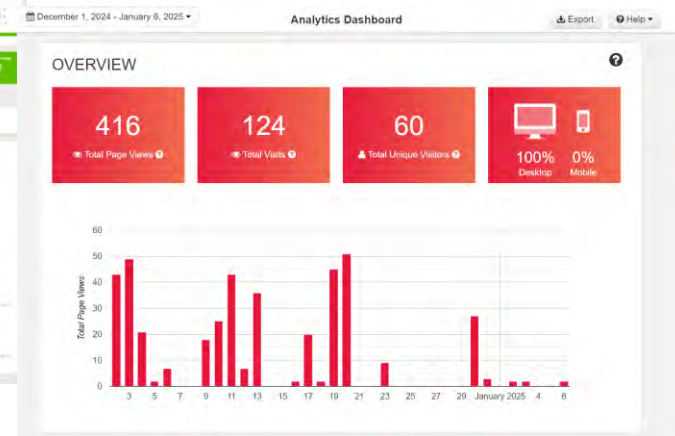 December 1, 2024 - January 6, 2025
Analytics Dashboard
Export
Help
OVERVIEW
416
Total Page Views
124
Total Visits
60
Total Unique Visitors
100% 0%
Desktop Mobile
Total Page Views
60
50
40
30
20
10
0
3 5 7 9 11 13 15 17 19 21 23 25 27 29 January 2025 4 6